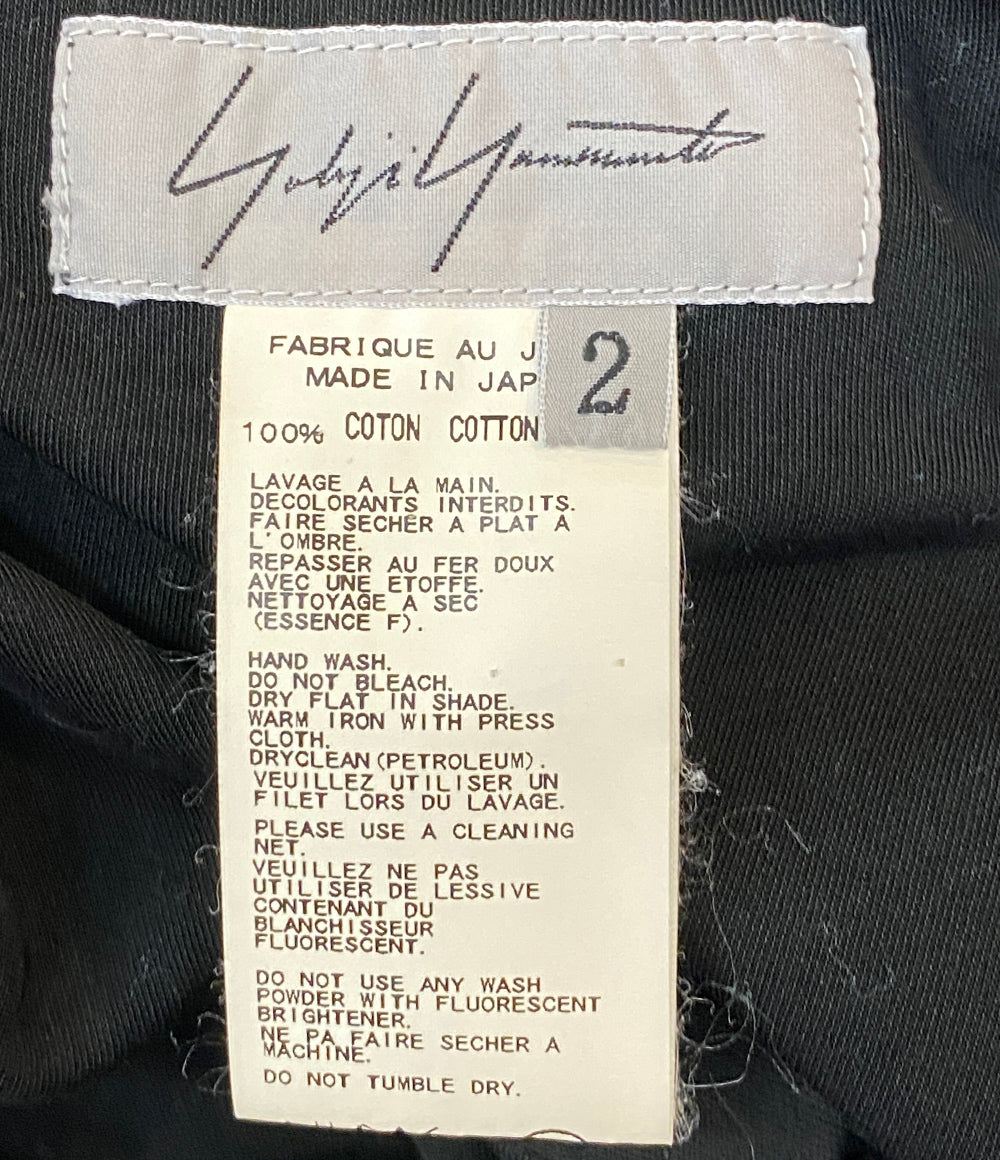 Yohji Yamamoto
2
FABRIQUE AU J
MADE IN JAP
100% COTON COTTON
LAVAGE A LA MAIN.
DECOLORANTS INTERDITS.
FAIRE SECHER A PLAT A
L'OMBRE.
REPASSER AU FER DOUX
AVEC UNE ETOFFE.
NETTOYAGE A SEC
(ESSENCE F).
HAND WASH.
DO NOT BLEACH.
DRY FLAT IN SHADE.
WARM IRON WITH PRESS
CLOTH.
DRYCLEAN(PETROLEUM).
VEUILLEZ UTILISER UN
FILET LORS DU LAVAGE.
PLEASE USE A CLEANING
NET.
VEUILLEZ NE PAS
UTILISER DE LESSIVE
CONTENANT DU
BLANCHISSEUR
FLUORESCENT.
DO NOT USE ANY WASH
POWDER WITH FLUORESCENT
BRIGHTENER.
NE PA FAIRE SECHER A
MACHINE.
DO NOT TUMBLE DRY.